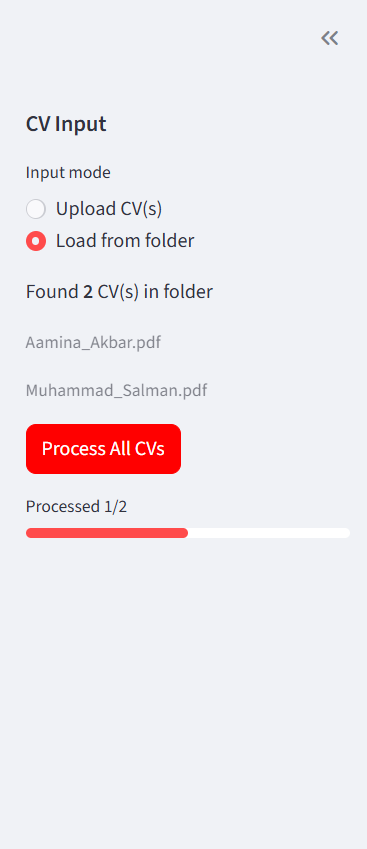 CV Input
Input mode
Upload CV(s)
Load from folder
Found 2 CV(s) in folder
Aamina_Akbar.pdf
Muhammad_Salman.pdf
Process All CVs
Processed 1/2